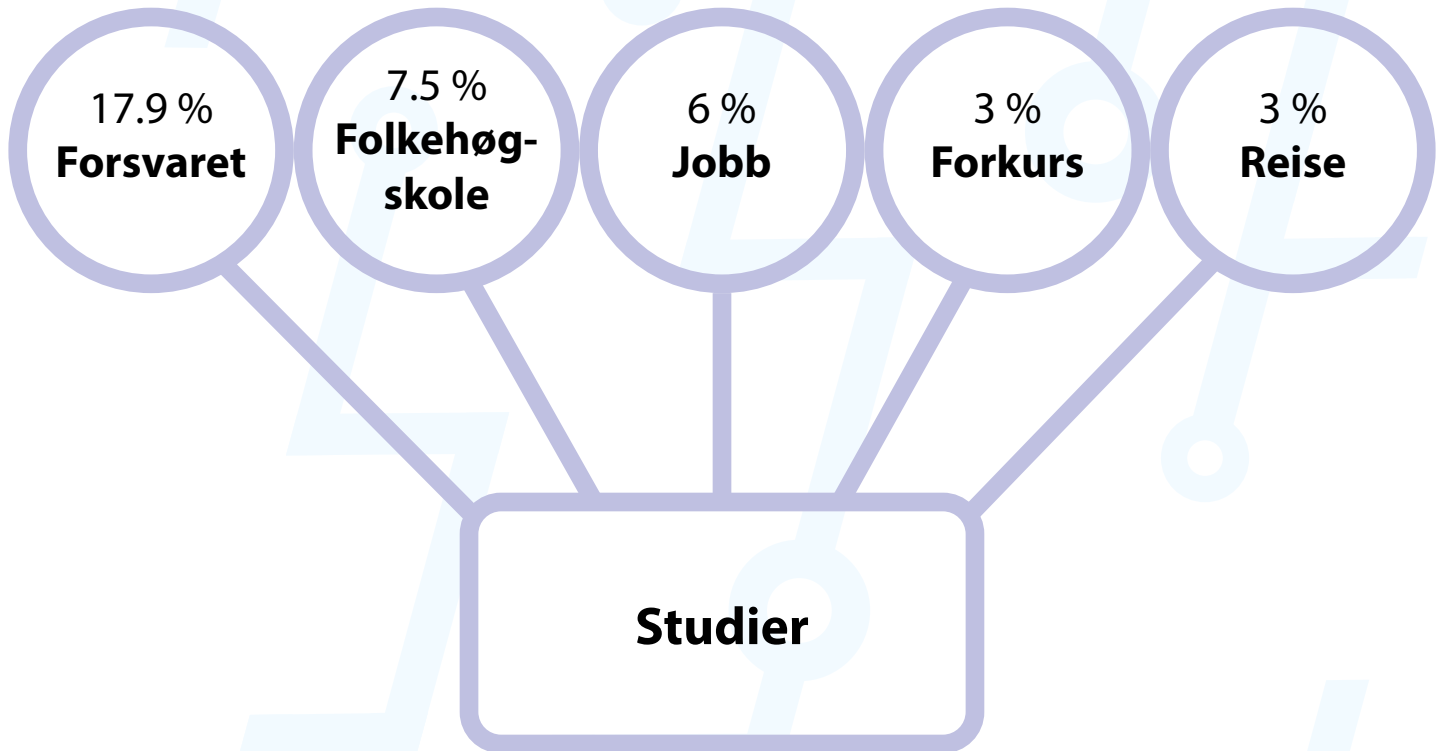 17.9 %
Forsvaret
7.5 %
Folkehøg-
skole
6 %
Jobb
3 %
Forkurs
3 %
Reise
Studier